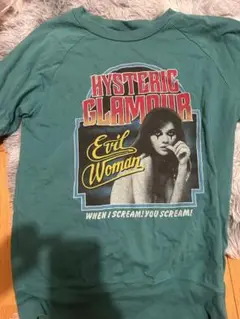 HYSTERIC
GLAMOUR
Evil
Woman
WHEN I SCREAM! YOU SCREAM!